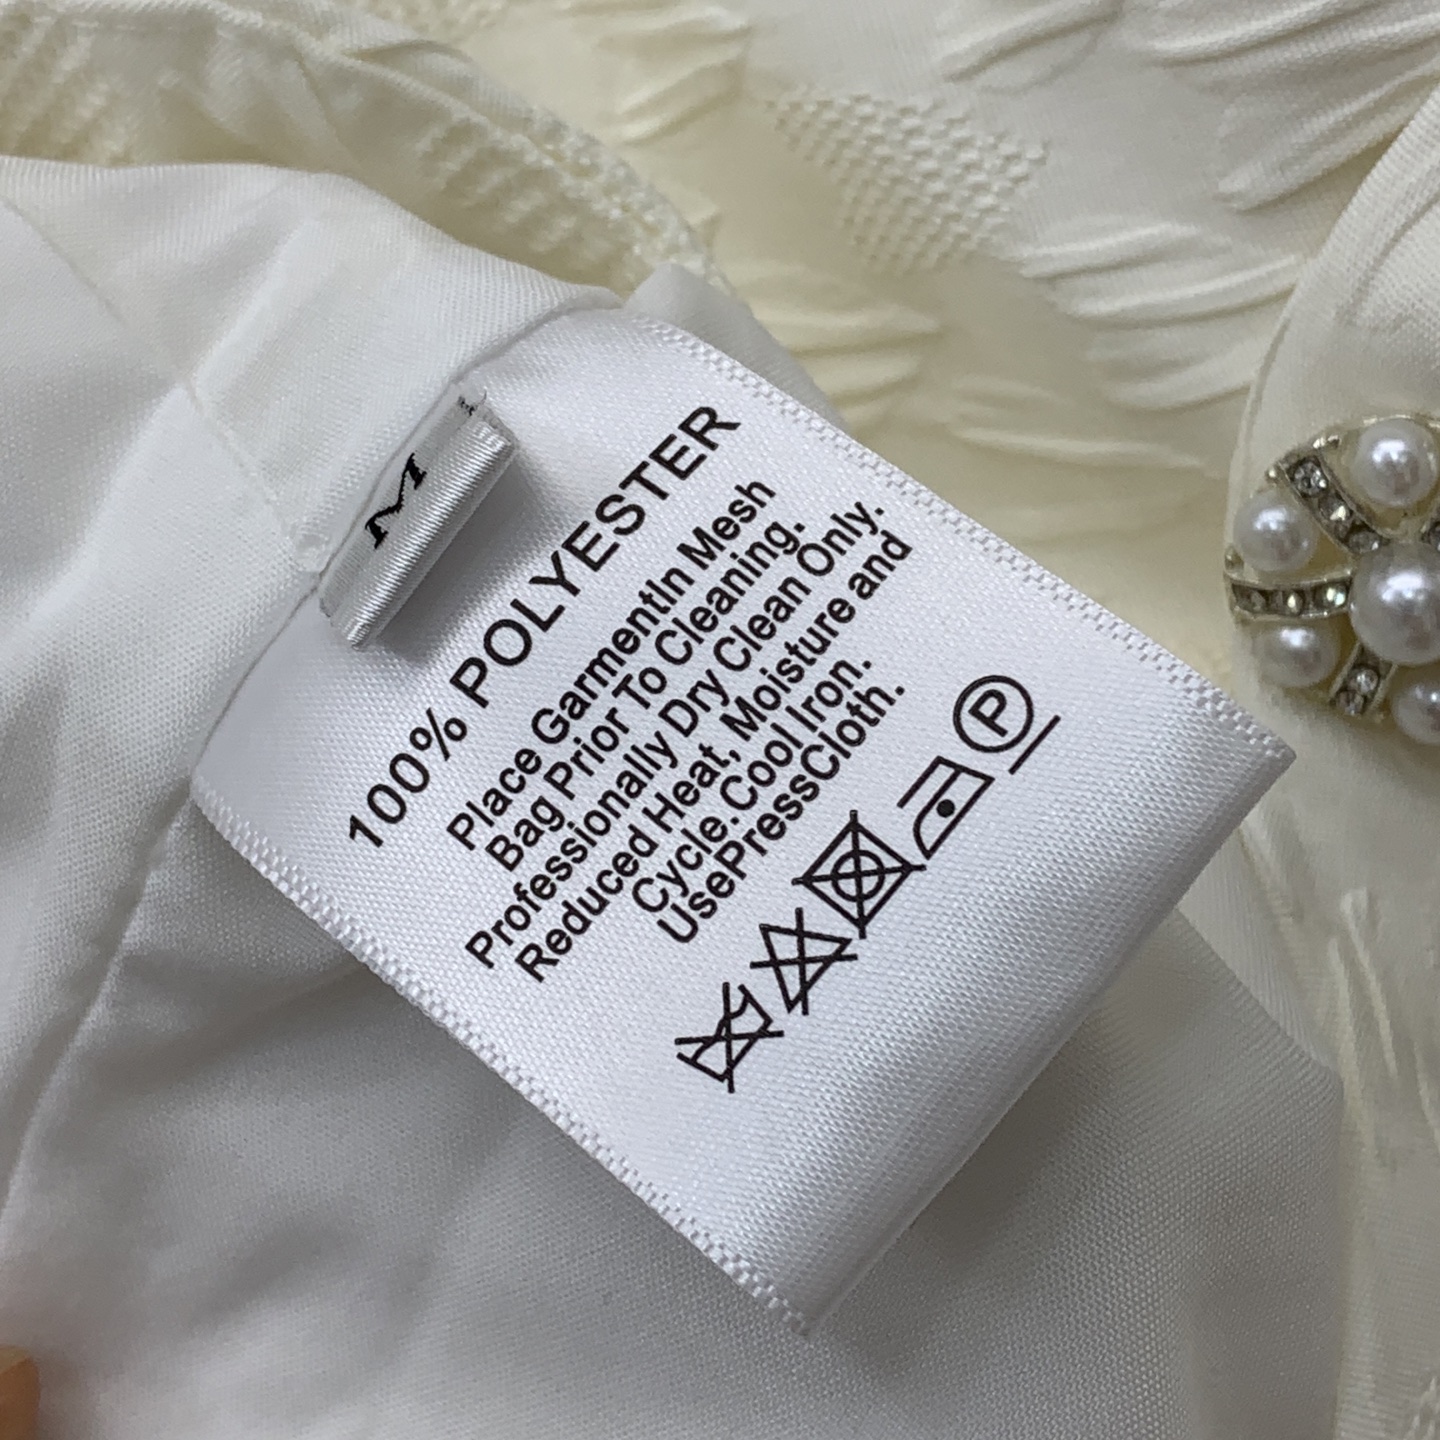 M
100% POLYESTER
Place GarmentIn Mesh
Bag Prior To Cleaning.
Professionally Dry Clean Only.
Reduced Heat, Moisture and
Cycle. Cool Iron.
UsePressCloth.
P